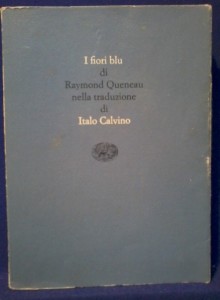 I fiori blu
di
Raymond Queneau
nella traduzione
di
Italo Calvino